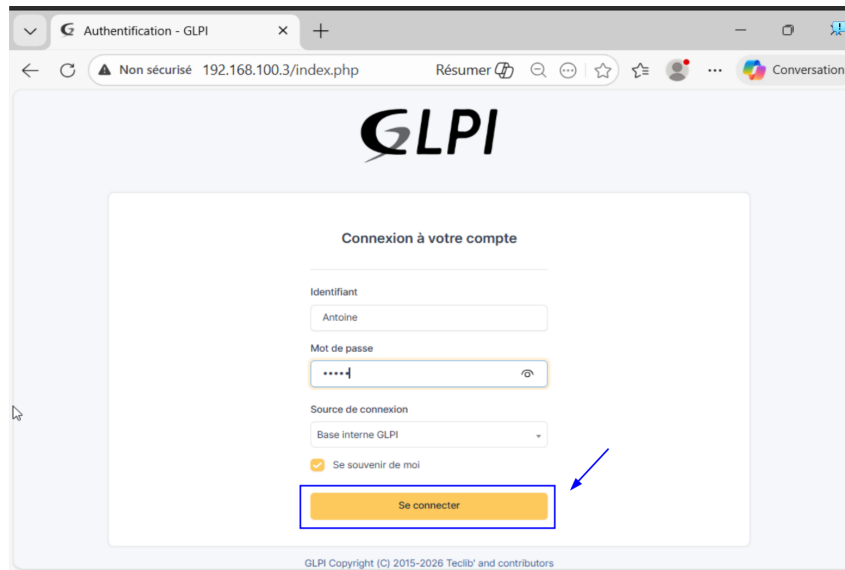 Authentification - GLPI
Non sécurisé 192.168.100.3/index.php Résumer Conversation
GLPI
Connexion à votre compte
Identifiant
Antoine
Mot de passe
•••••
Source de connexion
Base interne GLPI
Se souvenir de moi
Se connecter
GLPI Copyright (C) 2015-2026 Teclib' and contributors